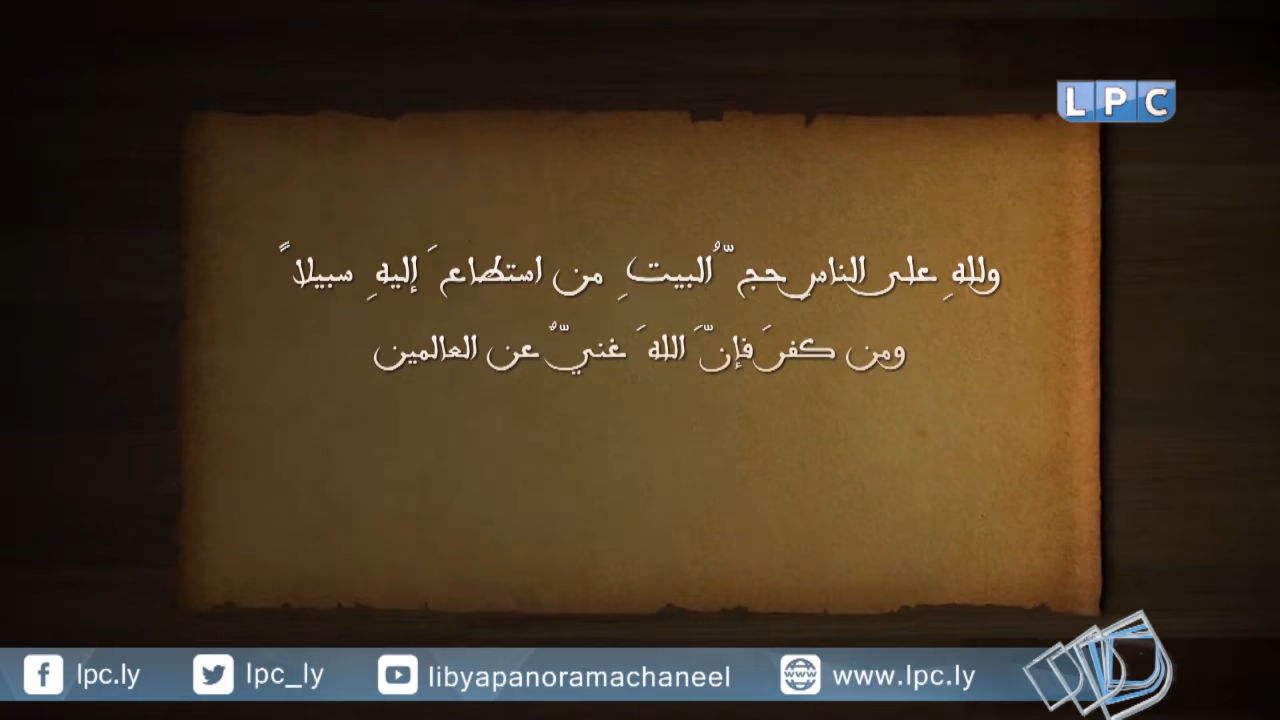 LPC
وللهِ على الناسِ حجُّ البيتِ من استطاعَ إليهِ سبيلاً
ومن كفرَ فإنَّ اللهَ غنيٌّ عن العالمين
lpc.ly lpc_ly libyapanoramachaneel www.lpc.ly